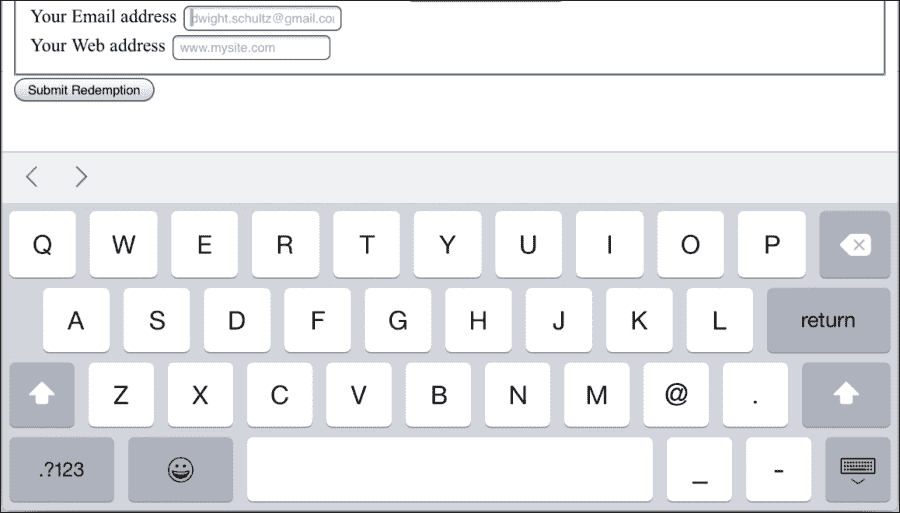 Your Email address dwight.schultz@gmail.co
Your Web address www.mysite.com
Submit Redemption
Q W E R T Y U I O P
A S D F G H J K L return
Z X C V B N M @ .
.?123 _ -